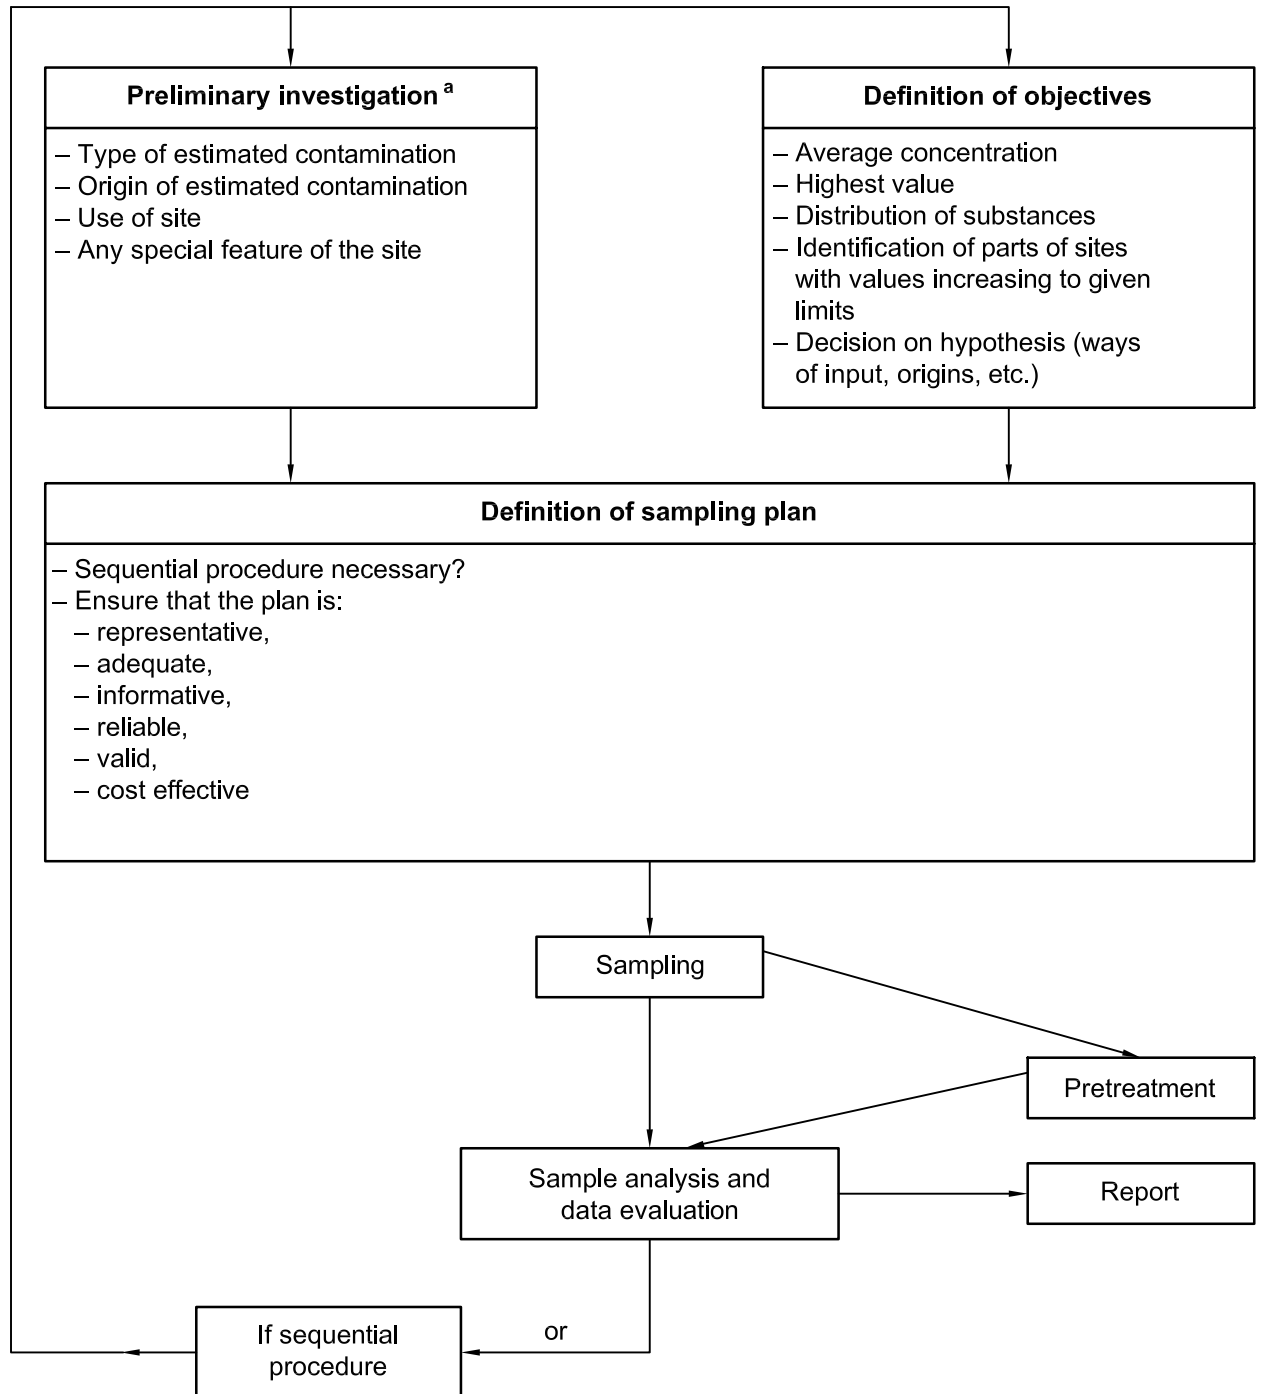 Preliminary investigation a
– Type of estimated contamination
– Origin of estimated contamination
– Use of site
– Any special feature of the site
Definition of objectives
– Average concentration
– Highest value
– Distribution of substances
– Identification of parts of sites
with values increasing to given
limits
– Decision on hypothesis (ways
of input, origins, etc.)
Definition of sampling plan
– Sequential procedure necessary?
– Ensure that the plan is:
– representative,
– adequate,
– informative,
– reliable,
– valid,
– cost effective
Sampling
Pretreatment
Sample analysis and
data evaluation
Report
or
If sequential
procedure